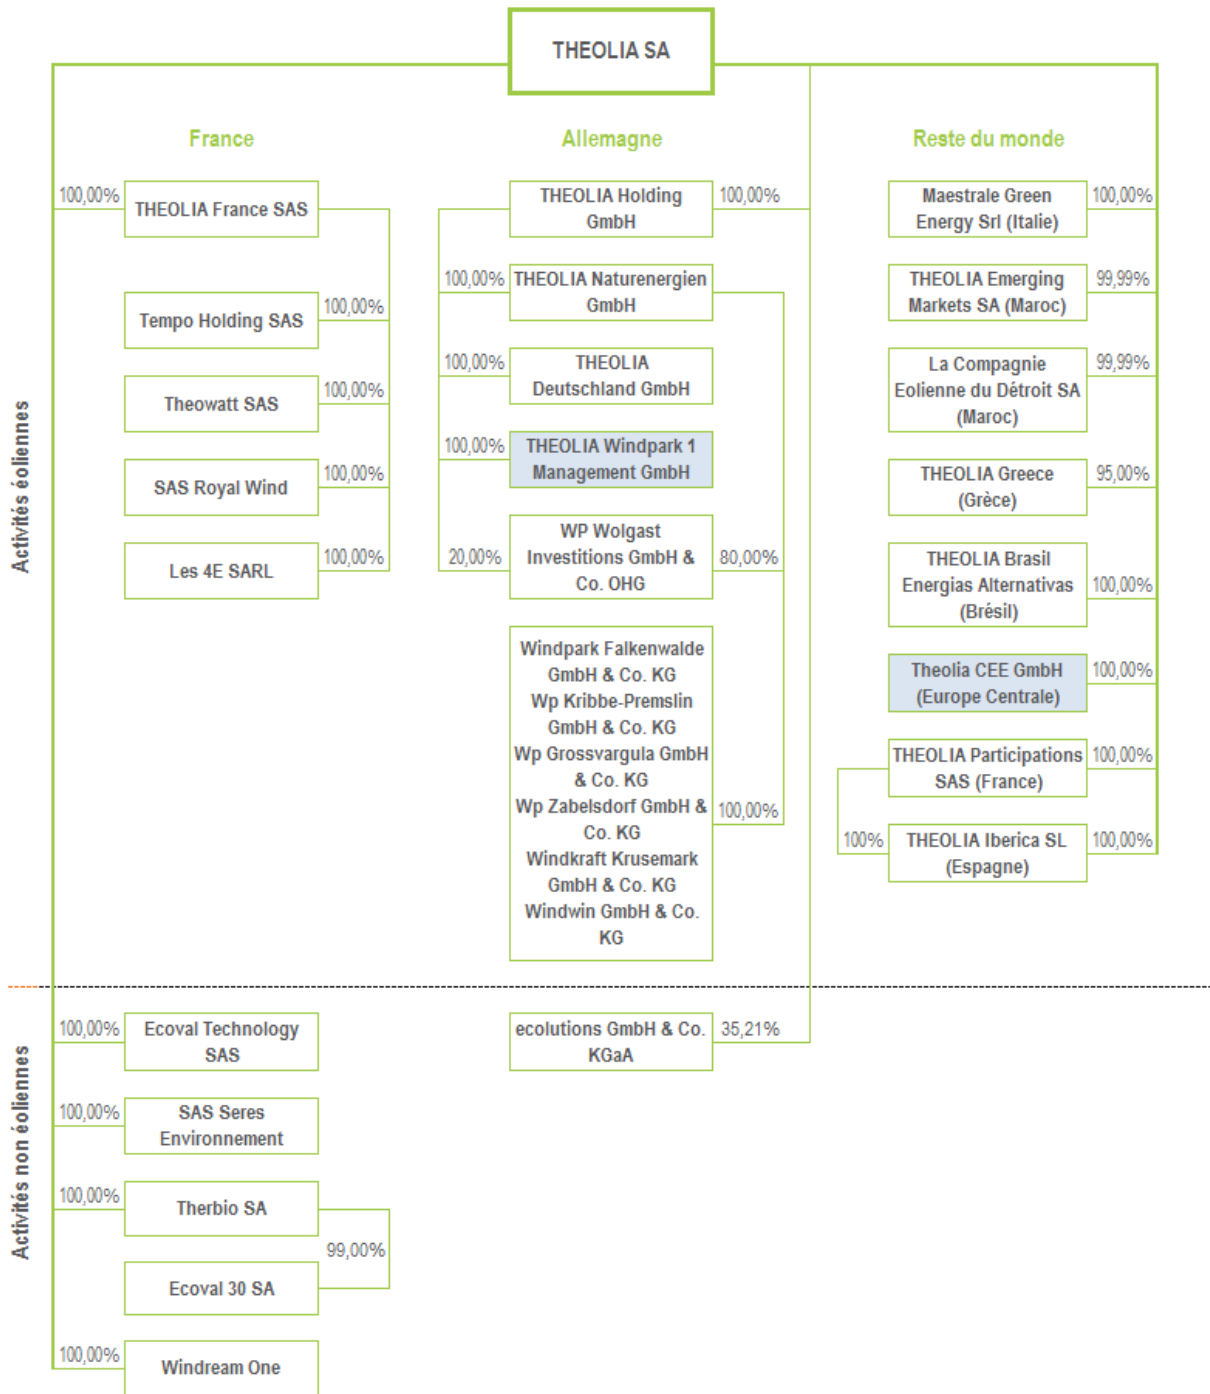 THEOLIA SA
France
Allemagne
Reste du monde
Activités éoliennes
100,00%
THEOLIA France SAS
100,00%
Tempo Holding SAS
100,00%
Theowatt SAS
100,00%
SAS Royal Wind
100,00%
Les 4E SARL
THEOLIA Holding
GmbH
100,00%
100,00%
THEOLIA Naturenergien
GmbH
100,00%
THEOLIA
Deutschland GmbH
100,00%
THEOLIA Windpark 1
Management GmbH
20,00%
WP Wolgast
Investitions GmbH &
Co. OHG
80,00%
Windpark Falkenwalde
GmbH & Co. KG
Wp Kribbe-Premslin
GmbH & Co. KG
Wp Grossvargula GmbH
& Co. KG
Wp Zabelsdorf GmbH &
Co. KG
Windkraft Krusemark
GmbH & Co. KG
Windwin GmbH & Co.
KG
100,00%
Maestrale Green
Energy Srl (Italie)
100,00%
THEOLIA Emerging
Markets SA (Maroc)
99,99%
La Compagnie
Eolienne du Détroit SA
(Maroc)
99,99%
THEOLIA Greece
(Grèce)
95,00%
THEOLIA Brasil
Energias Alternativas
(Brésil)
100,00%
Theolia CEE GmbH
(Europe Centrale)
100,00%
THEOLIA Participations
SAS (France)
100,00%
100%
THEOLIA Iberica SL
(Espagne)
100,00%
Activités non éoliennes
100,00%
Ecoval Technology
SAS
100,00%
SAS Seres
Environnement
100,00%
Therbio SA
99,00%
Ecoval 30 SA
100,00%
Windream One
ecolutions GmbH & Co.
KGaA
35,21%